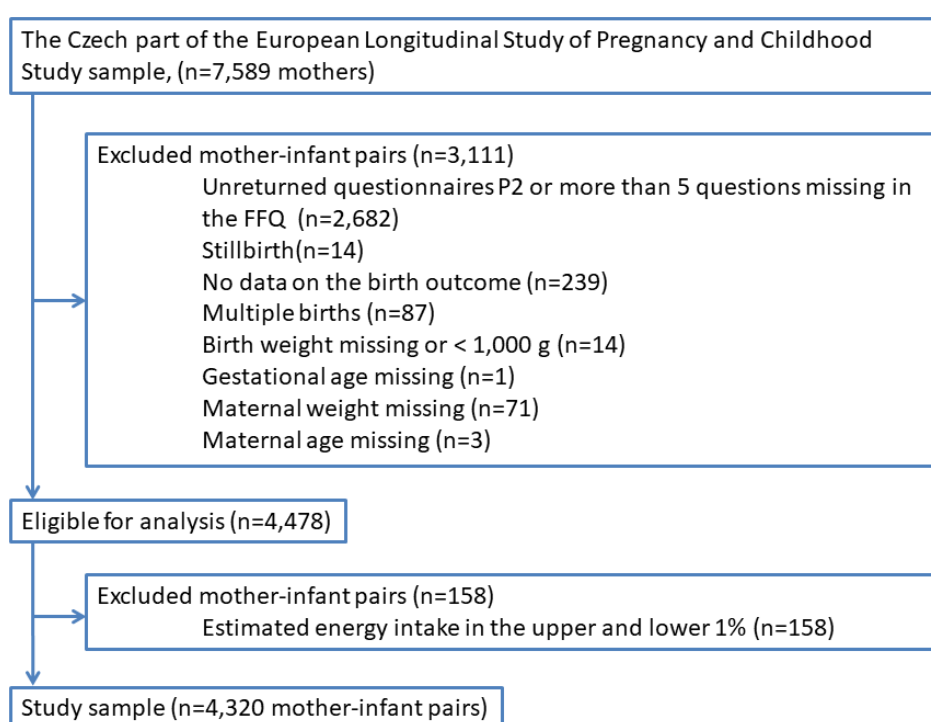 The Czech part of the European Longitudinal Study of Pregnancy and Childhood
Study sample, (n=7,589 mothers)
Excluded mother-infant pairs (n=3,111)
Unreturned questionnaires P2 or more than 5 questions missing in
the FFQ (n=2,682)
Stillbirth(n=14)
No data on the birth outcome (n=239)
Multiple births (n=87)
Birth weight missing or < 1,000 g (n=14)
Gestational age missing (n=1)
Maternal weight missing (n=71)
Maternal age missing (n=3)
Eligible for analysis (n=4,478)
Excluded mother-infant pairs (n=158)
Estimated energy intake in the upper and lower 1% (n=158)
Study sample (n=4,320 mother-infant pairs)